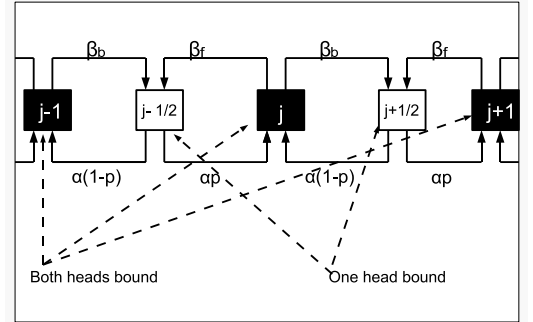 βb βf βb βf
j-1 j- 1/2 j j+1/2 j+1
α(1-p) αp α(1-p) αp
Both heads bound One head bound